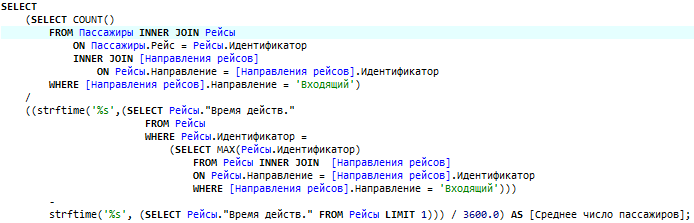 SELECT
(SELECT COUNT()
FROM Пассажиры INNER JOIN Рейсы
ON Пассажиры.Рейс = Рейсы.Идентификатор
INNER JOIN [Направления рейсов]
ON Рейсы.Направление = [Направления рейсов].Идентификатор
WHERE [Направления рейсов].Направление = 'Входящий')
/
((strftime('%s',(SELECT Рейсы."Время действ."
FROM Рейсы
WHERE Рейсы.Идентификатор =
(SELECT MAX(Рейсы.Идентификатор)
FROM Рейсы INNER JOIN [Направления рейсов]
ON Рейсы.Направление = [Направления рейсов].Идентификатор
WHERE [Направления рейсов].Направление = 'Входящий')))
-
strftime('%s', (SELECT Рейсы."Время действ." FROM Рейсы LIMIT 1))) / 3600.0) AS [Среднее число пассажиров];